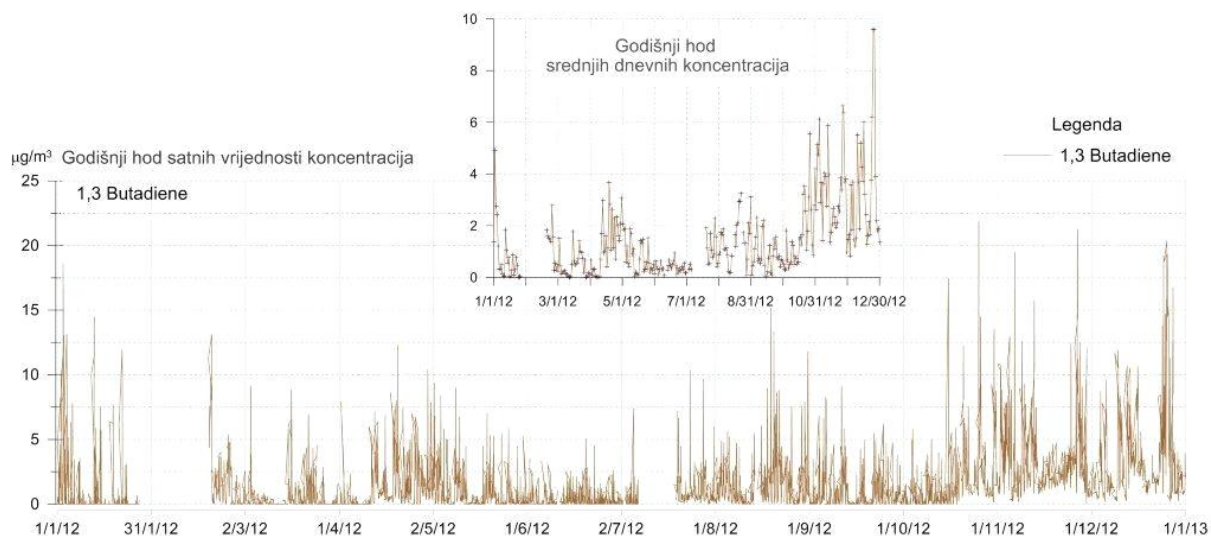 10
Godišnji hod
srednjih dnevnih koncentracija
8
6
4
2
0
1/1/12 3/1/12 5/1/12 7/1/12 8/31/12 10/31/12 12/30/12
Legenda
1,3 Butadiene
µg/m³ Godišnji hod satnih vrijednosti koncentracija
25
1,3 Butadiene
20
15
10
5
0
1/1/12 31/1/12 2/3/12 1/4/12 2/5/12 1/6/12 2/7/12 1/8/12 1/9/12 1/10/12 1/11/12 1/12/12 1/1/13